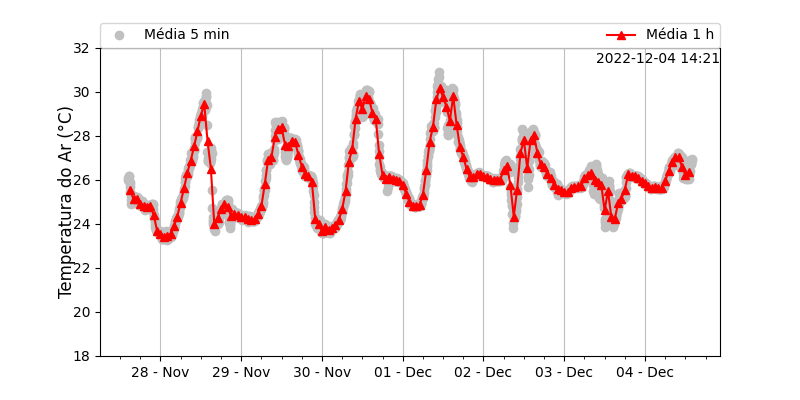 Média 5 min
Média 1 h
2022-12-04 14:21
Temperatura do Ar (°C)
32
30
28
26
24
22
20
18
28 - Nov
29 - Nov
30 - Nov
01 - Dec
02 - Dec
03 - Dec
04 - Dec